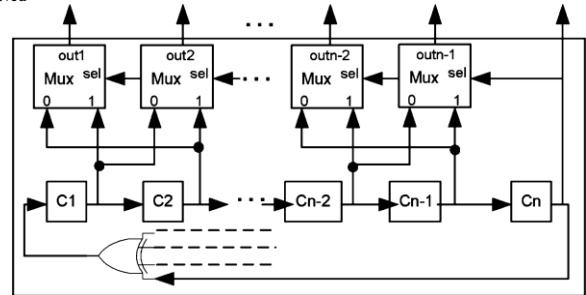 out1 out2 ... outn-2 outn-1
Mux sel Mux sel ... Mux sel Mux sel
0 1 0 1 0 1 0 1
C1 C2 ... Cn-2 Cn-1 Cn